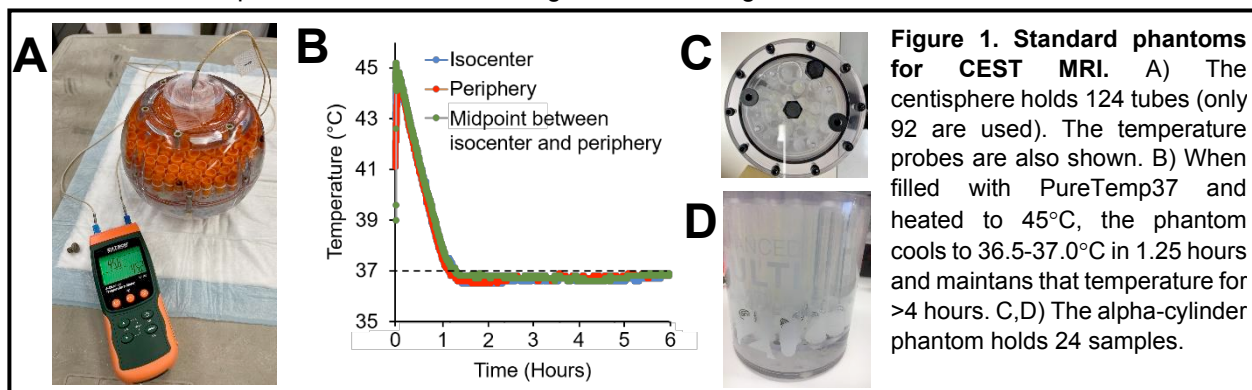 A
B
45
43
41
39
37
35
Temperature (°C)
Isocenter
Periphery
Midpoint between
isocenter and periphery
0 1 2 3 4 5 6
Time (Hours)
C
D
Figure 1. Standard phantoms
for CEST MRI. A) The
centisphere holds 124 tubes (only
92 are used). The temperature
probes are also shown. B) When
filled with PureTemp37 and
heated to 45°C, the phantom
cools to 36.5-37.0°C in 1.25 hours
and maintans that temperature for
>4 hours. C,D) The alpha-cylinder
phantom holds 24 samples.